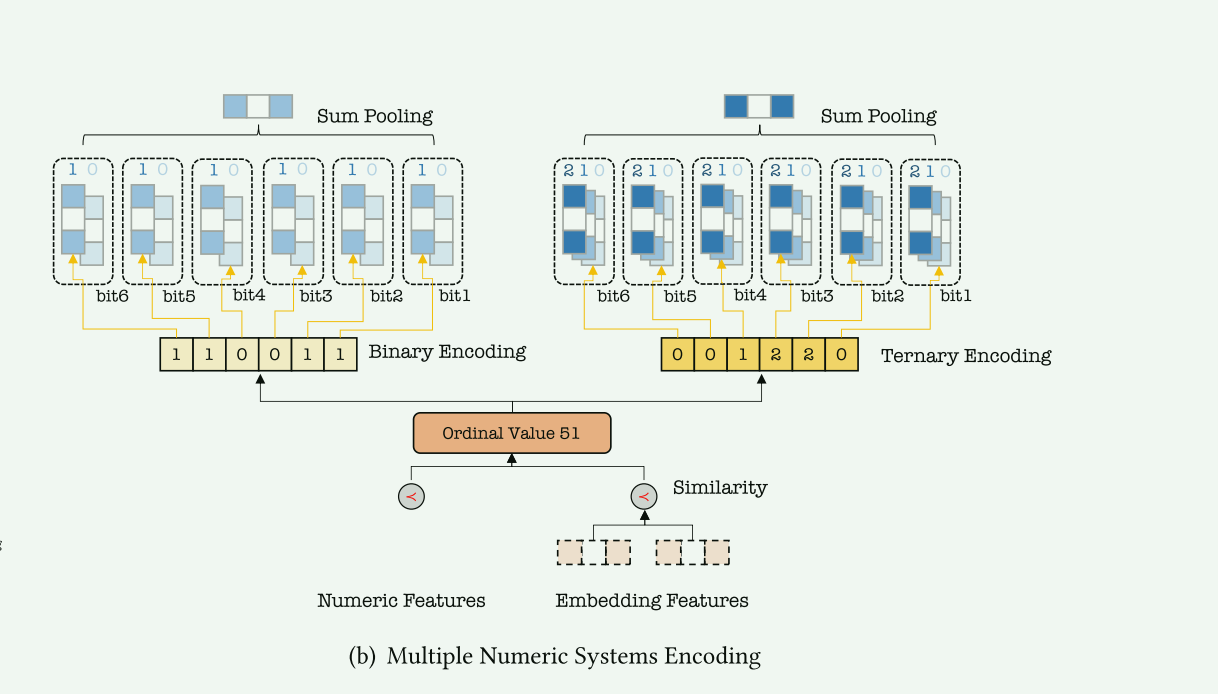 Sum Pooling
Sum Pooling
1 0 1 0 1 0 1 0 1 0 1 0
2 1 0 2 1 0 2 1 0 2 1 0 2 1 0 2 1 0
bit6 bit5 bit4 bit3 bit2 bit1
bit6 bit5 bit4 bit3 bit2 bit1
1 1 0 0 1 1
Binary Encoding
0 0 1 2 2 0
Ternary Encoding
Ordinal Value 51
≺
≺
Similarity
Numeric Features
Embedding Features
(b) Multiple Numeric Systems Encoding